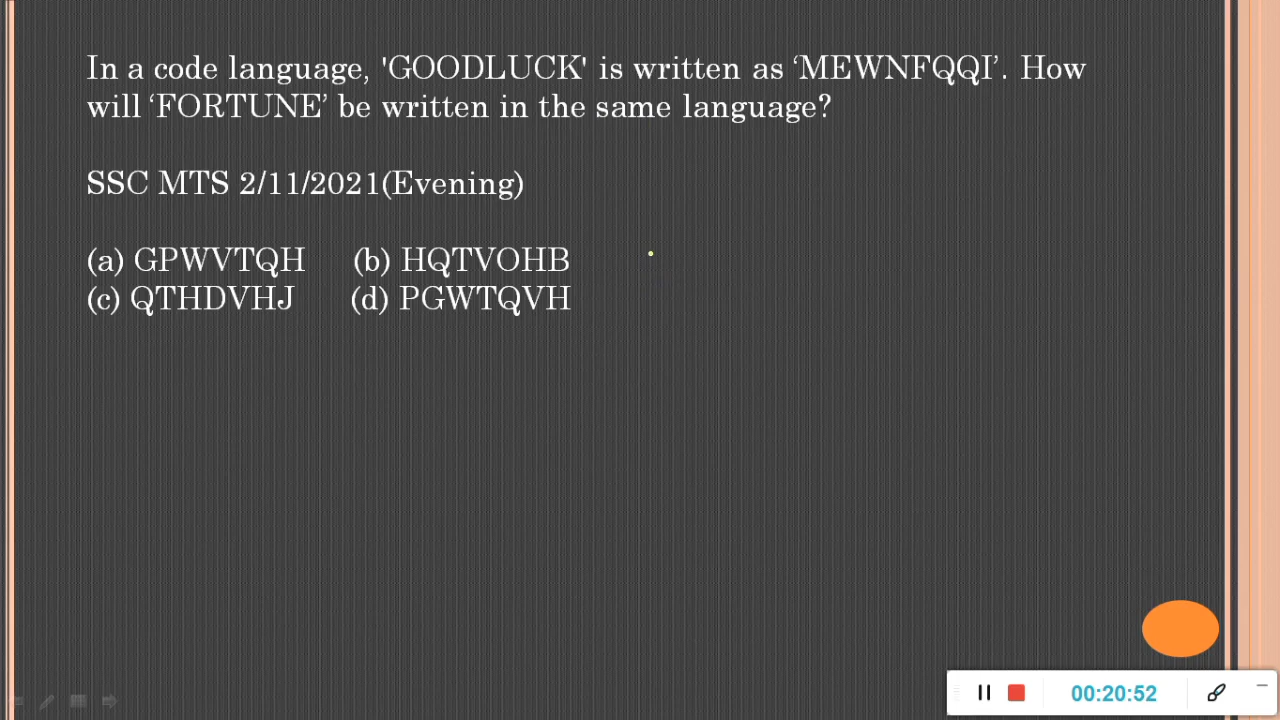 In a code language, 'GOODLUCK' is written as ‘MEWNFQQI’. How
will ‘FORTUNE’ be written in the same language?
SSC MTS 2/11/2021(Evening)
(a) GPWVTQH (b) HQTVOHB
(c) QTHDVHJ (d) PGWTQVH
00:20:52